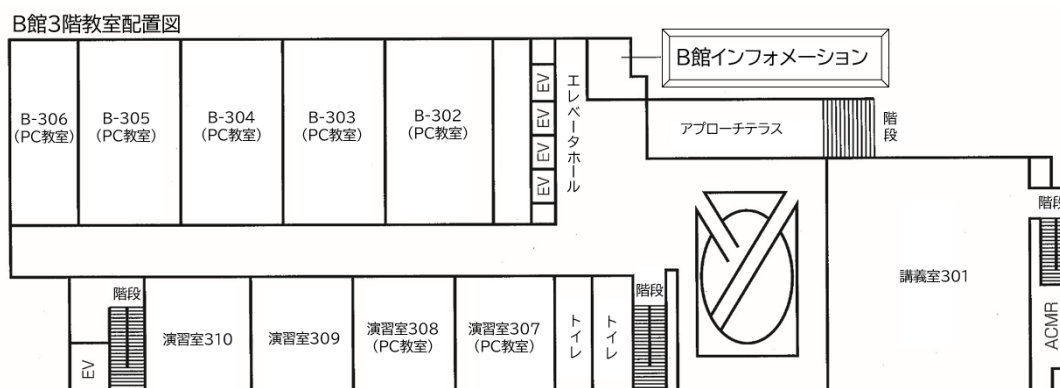 B館3階教室配置図
B館インフォメーション
B-306
(PC教室)
B-305
(PC教室)
B-304
(PC教室)
B-303
(PC教室)
B-302
(PC教室)
EV
EV
EV
EV
エレベータホール
アプローチテラス
階段
階段
講義室301
ACMR
階段
EV
演習室310
演習室309
演習室308
(PC教室)
演習室307
(PC教室)
トイレ
トイレ
階段